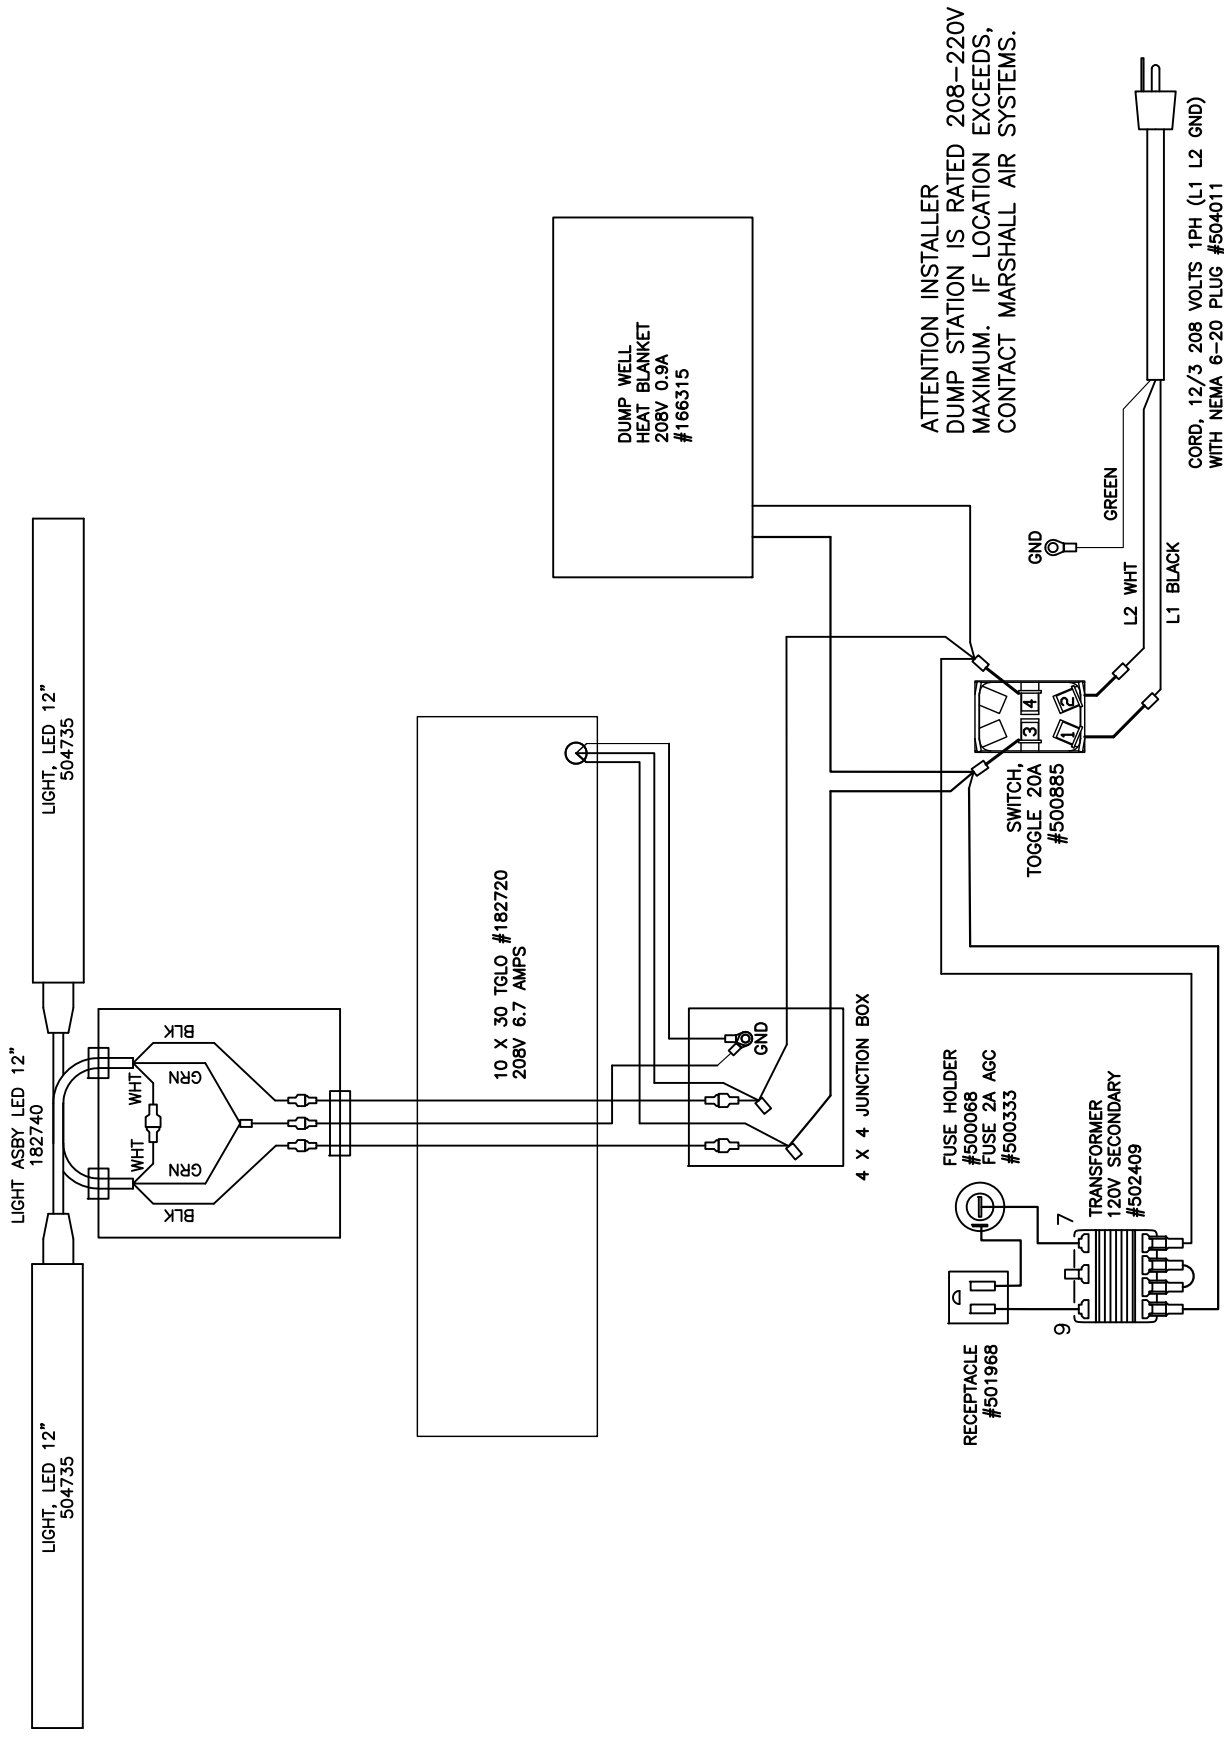 LIGHT ASBY LED 12"
182740
LIGHT, LED 12"
504735
LIGHT, LED 12"
504735
BLK
GRN
WHT
WHT
GRN
BLK
10 X 30 TGLO #182720
208V 6.7 AMPS
DUMP WELL
HEAT BLANKET
208V 0.9A
#166315
GND
4 X 4 JUNCTION BOX
RECEPTACLE
#501968
FUSE HOLDER
#500068
FUSE 2A AGC
#500333
9
7
TRANSFORMER
120V SECONDARY
#502409
SWITCH,
TOGGLE 20A
#500885
3
4
1
2
GND
GREEN
L2 WHT
L1 BLACK
ATTENTION INSTALLER
DUMP STATION IS RATED 208-220V
MAXIMUM. IF LOCATION EXCEEDS,
CONTACT MARSHALL AIR SYSTEMS.
CORD, 12/3 208 VOLTS 1PH (L1 L2 GND)
WITH NEMA 6-20 PLUG #504011